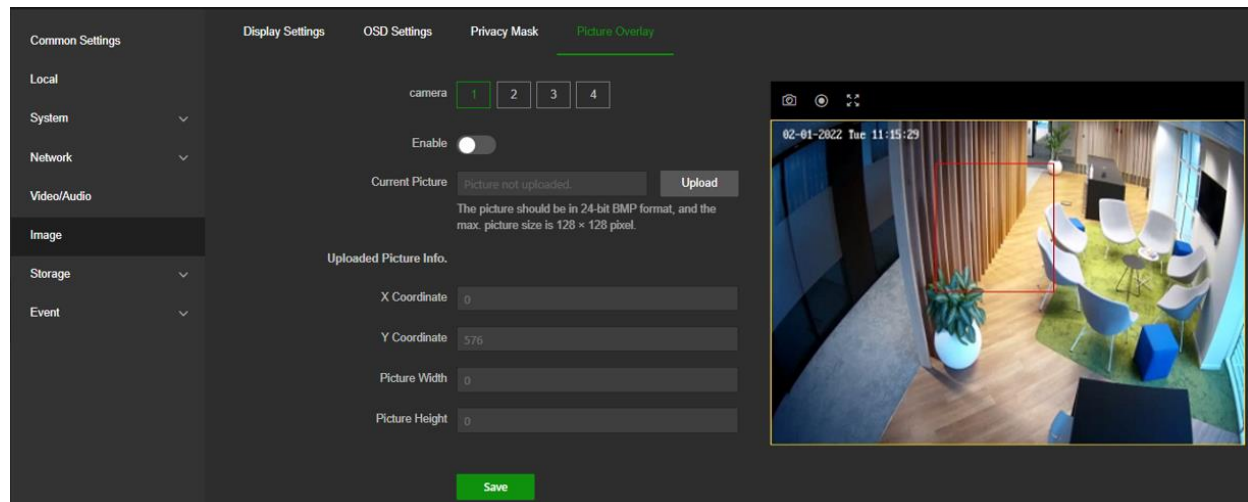 Common Settings
Local
System
Network
Video/Audio
Image
Storage
Event
Display Settings
OSD Settings
Privacy Mask
Picture Overlay
camera 1 2 3 4
Enable
Current Picture Picture not uploaded. Upload
The picture should be in 24-bit BMP format, and the
max. picture size is 128 × 128 pixel.
Uploaded Picture Info.
X Coordinate 0
Y Coordinate 576
Picture Width 0
Picture Height 0
Save
02-01-2022 Tue 11:15:29